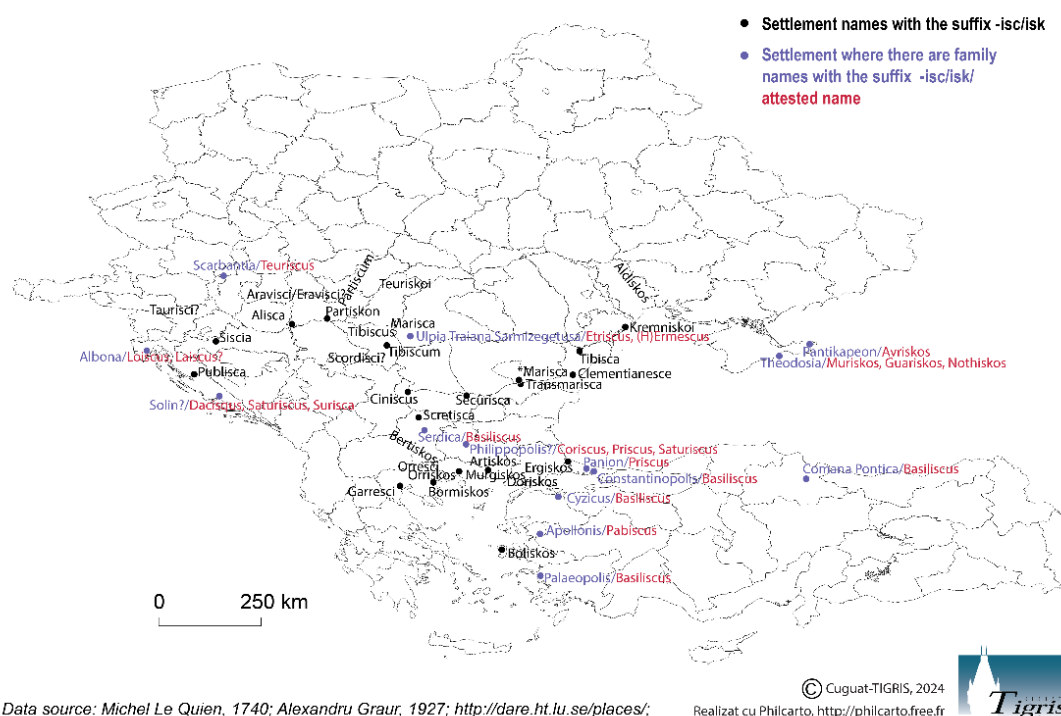 Settlement names with the suffix -isc/isk
Settlement where there are family
names with the suffix -isc/isk/
attested name
Scarbantia/Teuriscus
Aravisci/Eravisci?
Partiscum
Teuriskoi
Aldiskos
Taurisci?
Alisca
Partiskon
Marisca
Tibiscus
Ulpia Traiana Sarmizegetusa/Etriscus, (H)Ermescus
Kremniskoi
Siscia
Scordisci?
Tibiscum
Tibisca
Pantikapeon/Avriskos
Albona/Loiscus, Laiscus?
Theodosia/Muriskos, Guariskos, Nothiskos
Publisca
*Marisca
Clementianesce
Transmarisca
Solin?/Dacisqus, Saturiscus, Surisca
Ciniscus
Securisca
Scretisca
Serdica/Basiliscus
Bertiskos
Philippopolis?/Coriscus, Priscus, Saturiscus
Orresci
Artiskos
Ergiskos
Panion/Priscus
Comana Pontica/Basiliscus
Orriskos
Murgiskos
Doriskos
Constantinopolis/Basiliscus
Garresci
Bormiskos
Cyzicus/Basiliscus
Apollonis/Pabiscus
Boliskos
Palaeopolis/Basiliscus
0 250 km
© Cuguat-TIGRIS, 2024
Tigris
Data source: Michel Le Quien, 1740; Alexandru Graur, 1927; http://dare.ht.lu.se/places/;
Realizat cu Philcarto, http://philcarto.free.fr